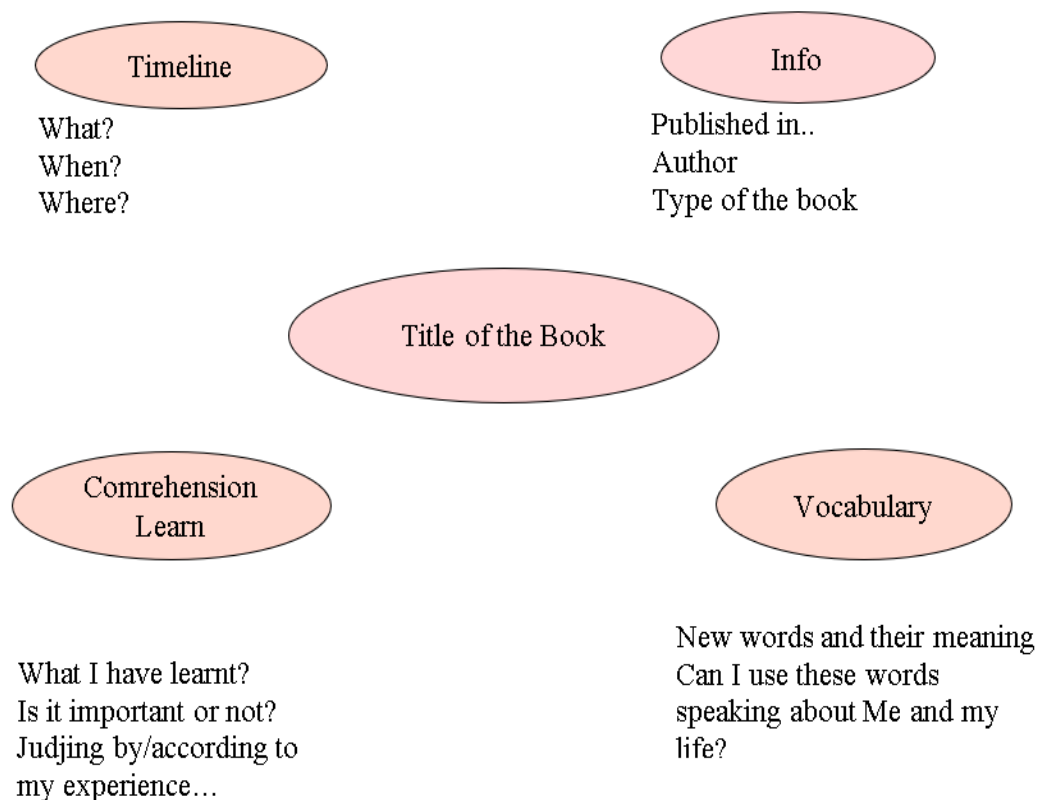 Timeline
What?
When?
Where?
Info
Published in..
Author
Type of the book
Title of the Book
Comrehension
Learn
What I have learnt?
Is it important or not?
Judjing by/according to
my experience…
Vocabulary
New words and their meaning
Can I use these words
speaking about Me and my
life?